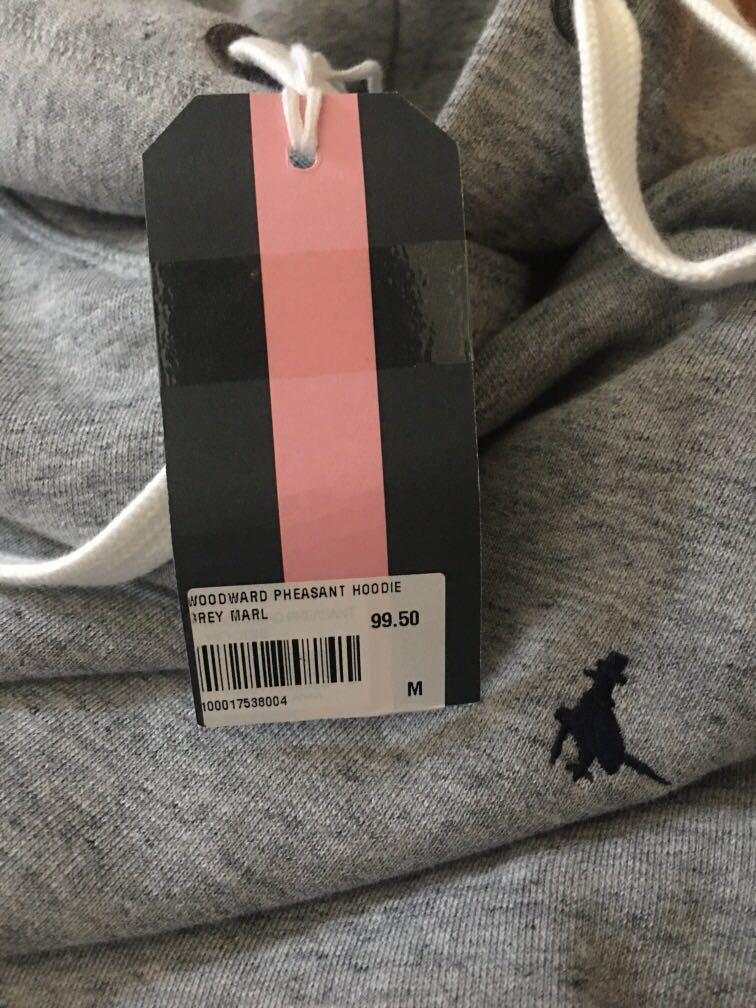 WOODWARD PHEASANT HOODIE
GREY MARL
99.50
M
100017538004